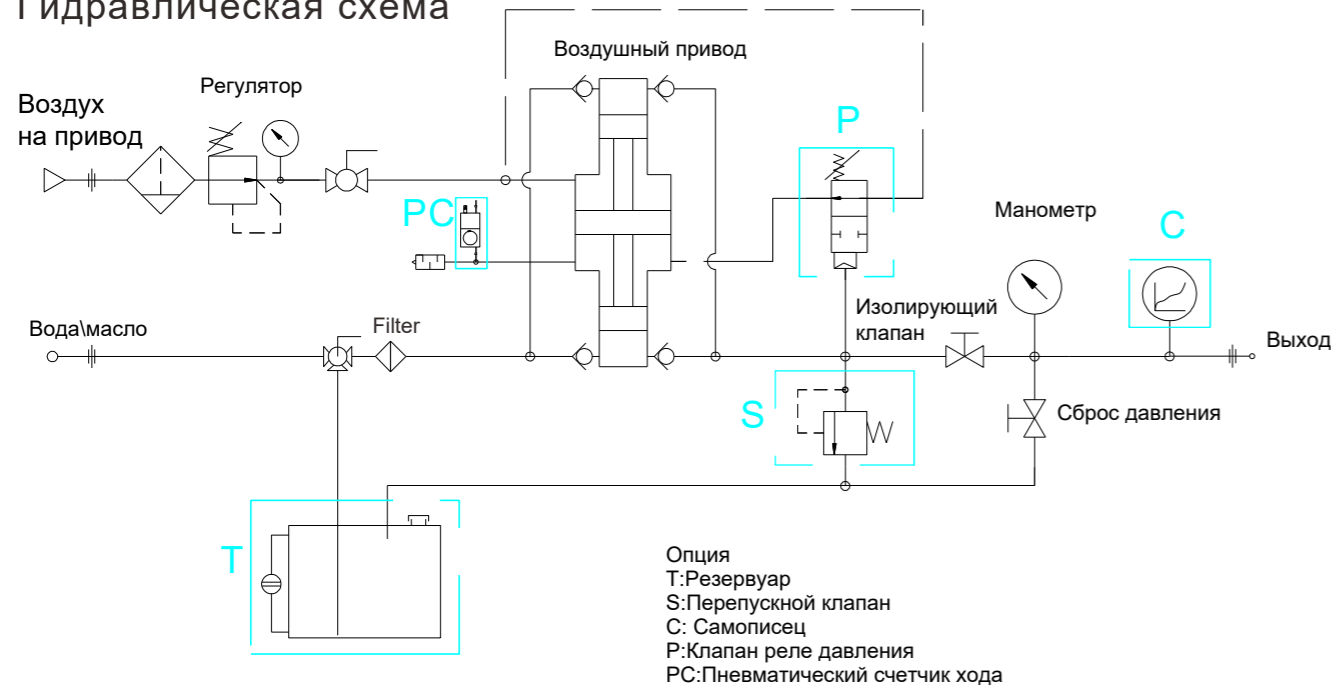 Гидравлическая схема
Воздушный привод
Регулятор
Воздух
на привод
P
PC
Манометр
C
Изолирующий
клапан
Вода\масло
Filter
Выход
S
Сброс давления
T
Опция
T:Резервуар
S:Перепускной клапан
C: Самописец
P:Клапан реле давления
PC:Пневматический счетчик хода